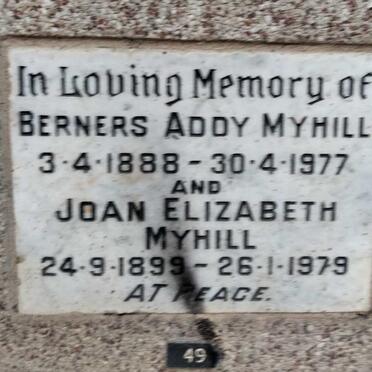 In Loving Memory of
BERNERS ADDY MYHILL
3·4·1888 – 30·4·1977
AND
JOAN ELIZABETH
MYHILL
24·9·1899 – 26·1·1979
AT PEACE.
49